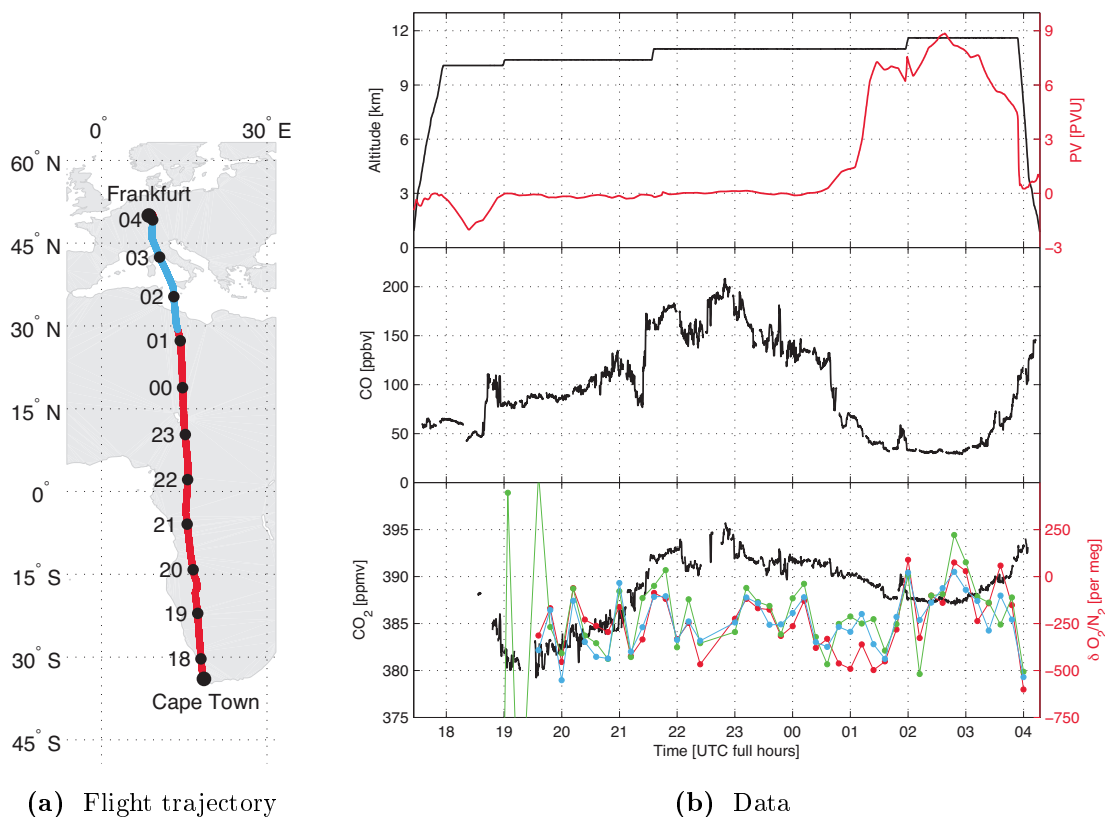 0° 30° E
60° N
Frankfurt
04
45° N
03
02
30° N
01
00
15° N
23
22
0°
21
20
15° S
19
18
30° S
Cape Town
45° S
(a) Flight trajectory
12
9
6
3
0
Altitude [km]
9
6
3
0
−3
PV [PVU]
200
150
100
50
0
CO [ppbv]
395
390
385
380
375
CO2 [ppmv]
250
0
−250
−500
−750
δ O2/N2 [per meg]
18 19 20 21 22 23 00 01 02 03 04
Time [UTC full hours]
(b) Data